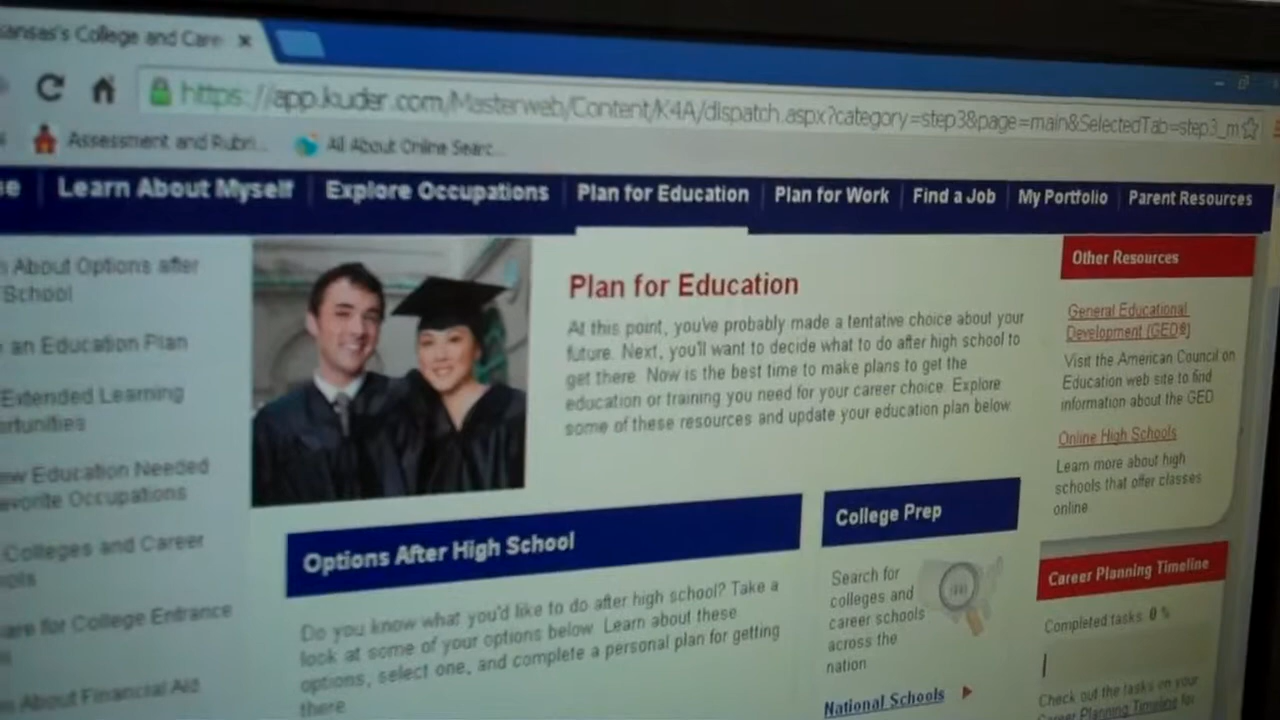 ansas's College and Care
https://app.kuder.com/Masterweb/Content/K4A/dispatch.aspx?category=step3&page=main&SelectedTab=step3_m
Assessment and Rubri... All About Online Searc...
Learn About Myself Explore Occupations Plan for Education Plan for Work Find a Job My Portfolio Parent Resources
About Options after
School
an Education Plan
Extended Learning
Education Needed
Occupations
Colleges and Career
for College Entrance
About Financial Aid
Plan for Education
At this point, you've probably made a tentative choice about your
future. Next, you'll want to decide what to do after high school to
get there. Now is the best time to make plans to get the
education or training you need for your career choice. Explore
some of these resources and update your education plan below.
Options After High School
Do you know what you'd like to do after high school? Take a
look at some of your options below. Learn about these
options, select one, and complete a personal plan for getting
there.
College Prep
Search for
colleges and
career schools
across the
nation
National Schools
Other Resources
General Educational
Development (GED®)
Visit the American Council on
Education web site to find
information about the GED
Online High Schools
Learn more about high
schools that offer classes
online
Career Planning Timeline
Completed tasks: 0 %
Check out the tasks on your
Career Planning Timeline for